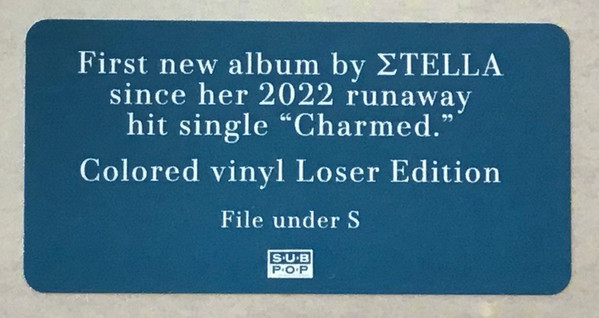 First new album by ΣTELLA
since her 2022 runaway
hit single “Charmed.”
Colored vinyl Loser Edition
File under S
SUB
POP